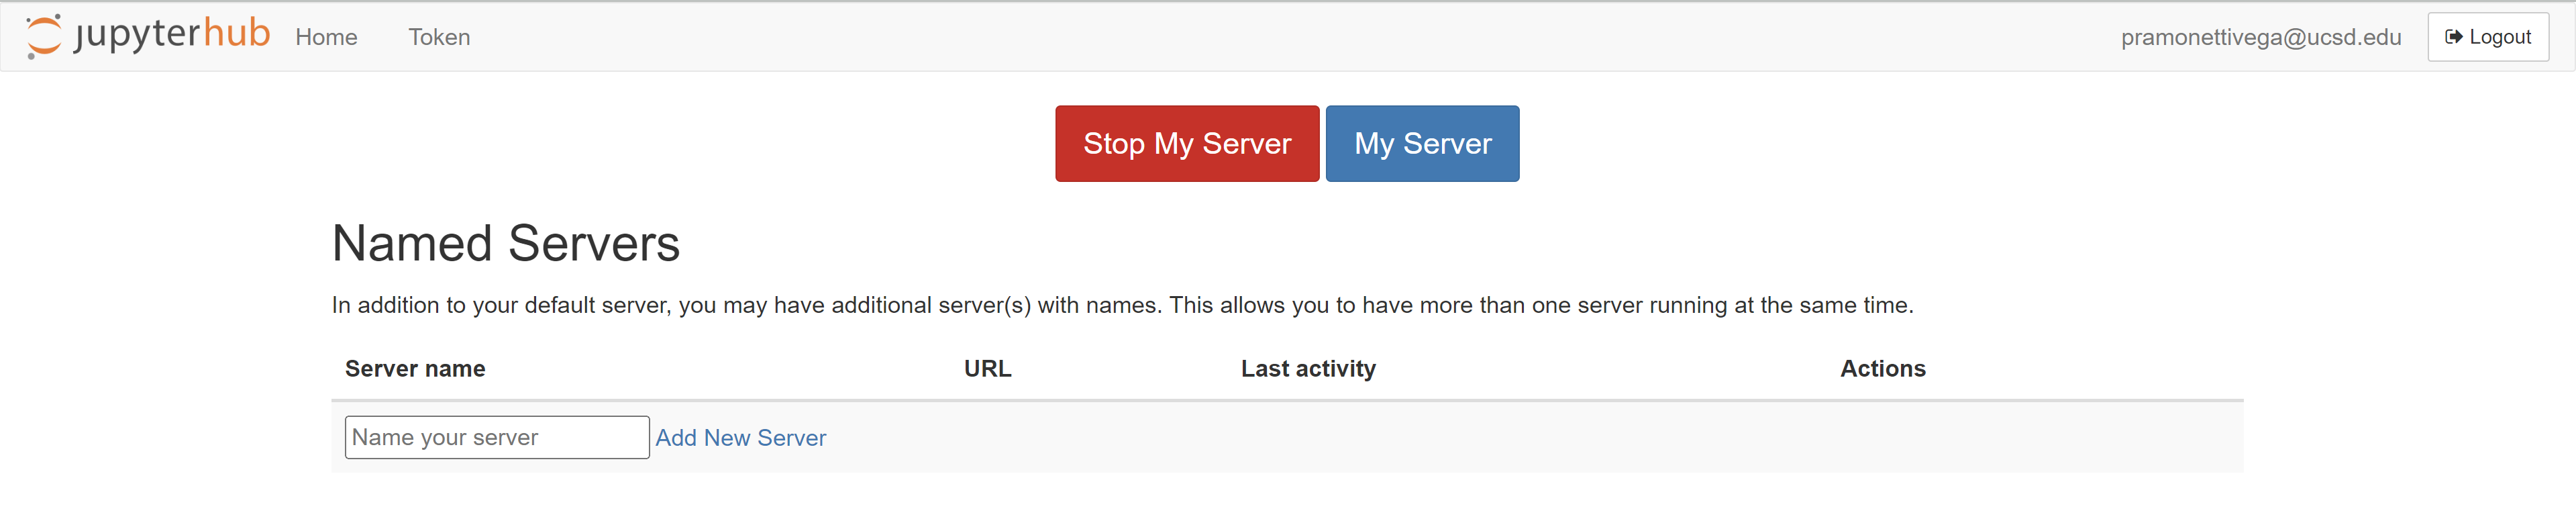 jupyterhub Home Token pramonettivega@ucsd.edu Logout
Stop My Server My Server
Named Servers
In addition to your default server, you may have additional server(s) with names. This allows you to have more than one server running at the same time.
Server name URL Last activity Actions
Name your server Add New Server